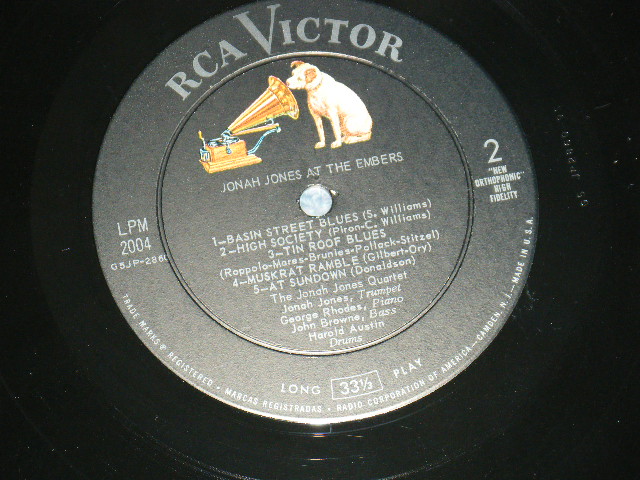 RCA VICTOR
JONAH JONES AT THE EMBERS
2
"NEW
ORTHOPHONIC"
HIGH
FIDELITY
LPM
2004
1-BASIN STREET BLUES (S. Williams)
2-HIGH SOCIETY (Piron-C. Williams)
3-TIN ROOF BLUES
(Roppolo-Mares-Brunies-Pollack-Stitzel)
4-MUSKRAT RAMBLE (Gilbert-Ory)
5-AT SUNDOWN (Donaldson)
The Jonah Jones Quartet
Jonah Jones, Trumpet
George Rhodes, Piano
John Browne, Bass
Harold Austin
Drums
LONG 33⅓ PLAY
TRADE MARKS ® REGISTERED - MARCAS REGISTRADAS - RADIO CORPORATION OF AMERICA-CAMDEN, N. J.-MADE IN U.S.A.